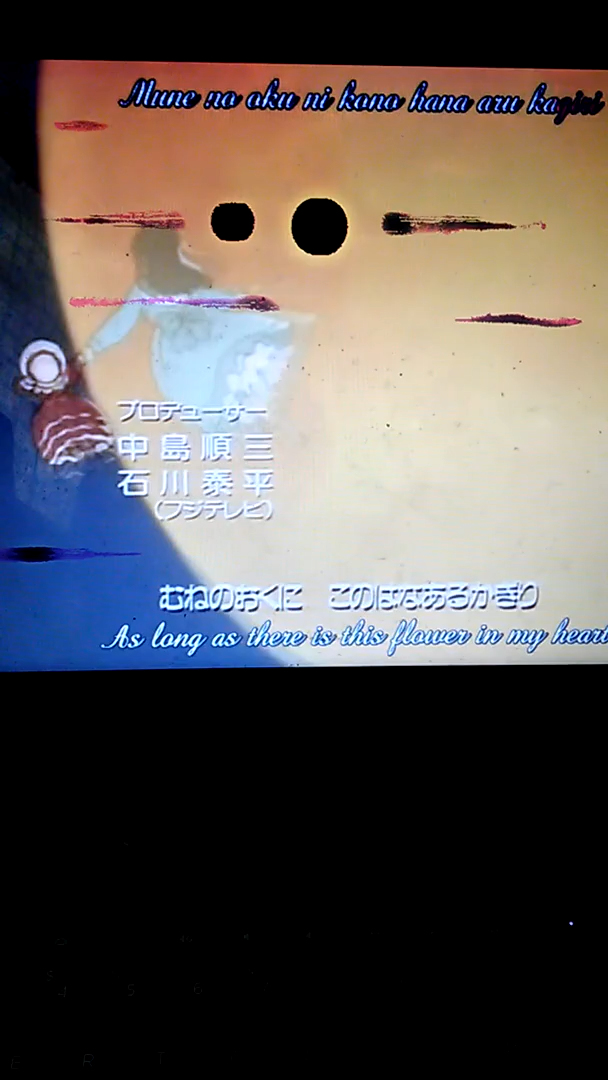 Mune no oku ni kono hana aru kagiri
プロデューサー
中島順三
石川泰平
(フジテレビ)
むねのおくに このはなあるかぎり
As long as there is this flower in my heart